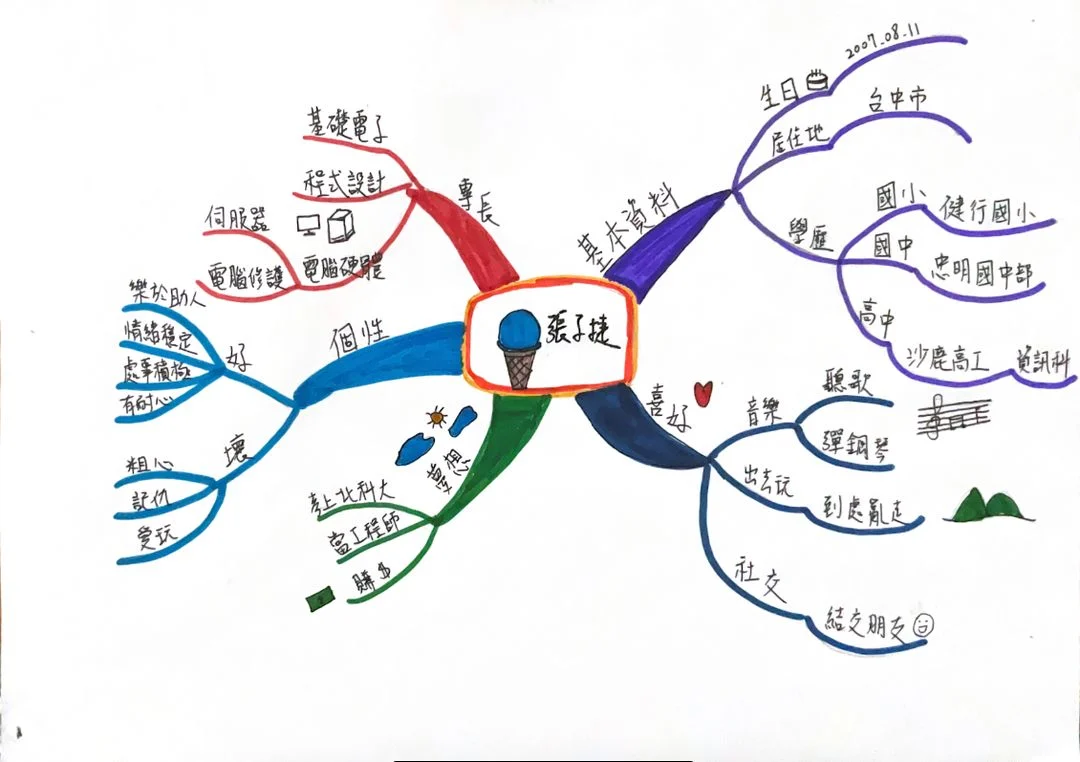 張子捷
基本資料
生日
2007.08.11
居住地
台中市
學歷
國小
健行國小
國中
忠明國中部
高中
沙鹿高工
資訊科
喜好
音樂
聽歌
彈鋼琴
出去玩
到處亂走
社交
結交朋友
夢想
考上北科大
當工程師
賺$
個性
好
樂於助人
情緒穩定
處事積極
有耐心
壞
粗心
記仇
愛玩
專長
基礎電子
程式設計
電腦硬體
伺服器
電腦修護